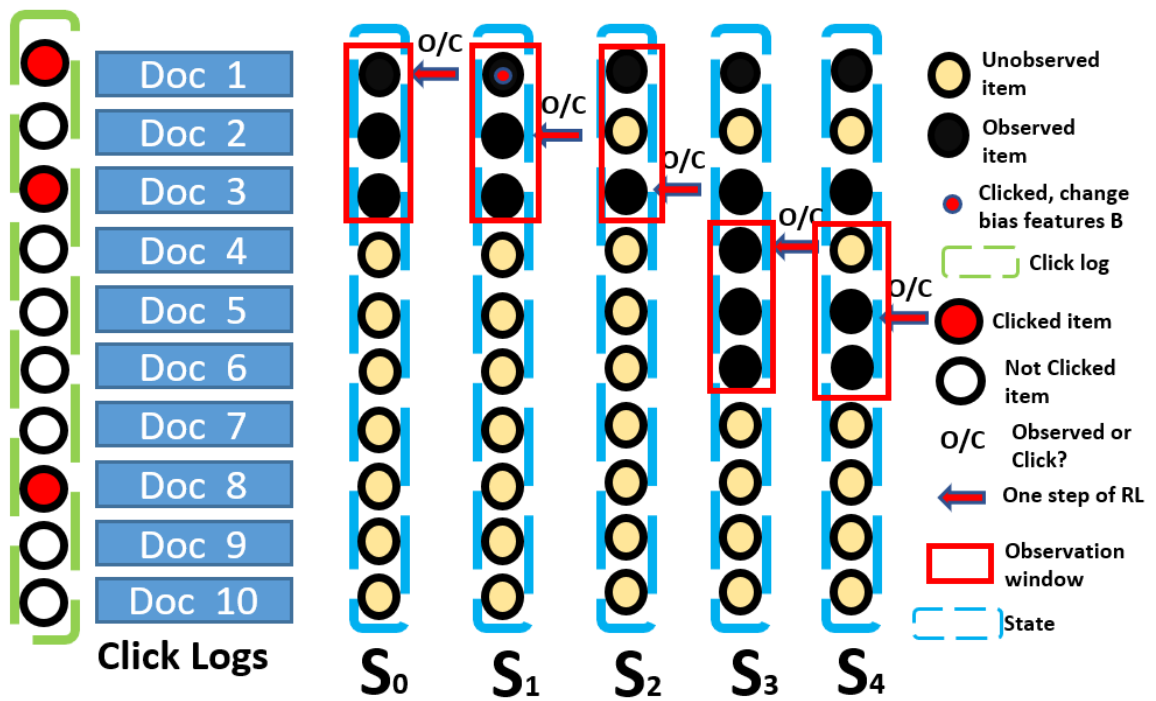 Doc 1
Doc 2
Doc 3
Doc 4
Doc 5
Doc 6
Doc 7
Doc 8
Doc 9
Doc 10
Click Logs
O/C
O/C
O/C
O/C
O/C
S0
S1
S2
S3
S4
Unobserved
item
Observed
item
Clicked, change
bias features B
Click log
Clicked item
Not Clicked
item
O/C
Observed or
Click?
One step of RL
Observation
window
State